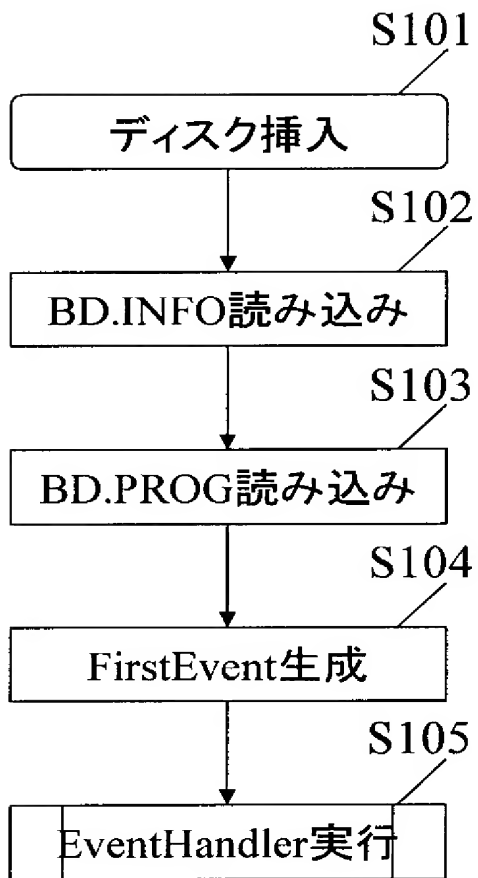 S101
ディスク挿入
S102
BD.INFO読み込み
S103
BD.PROG読み込み
S104
FirstEvent生成
S105
EventHandler実行